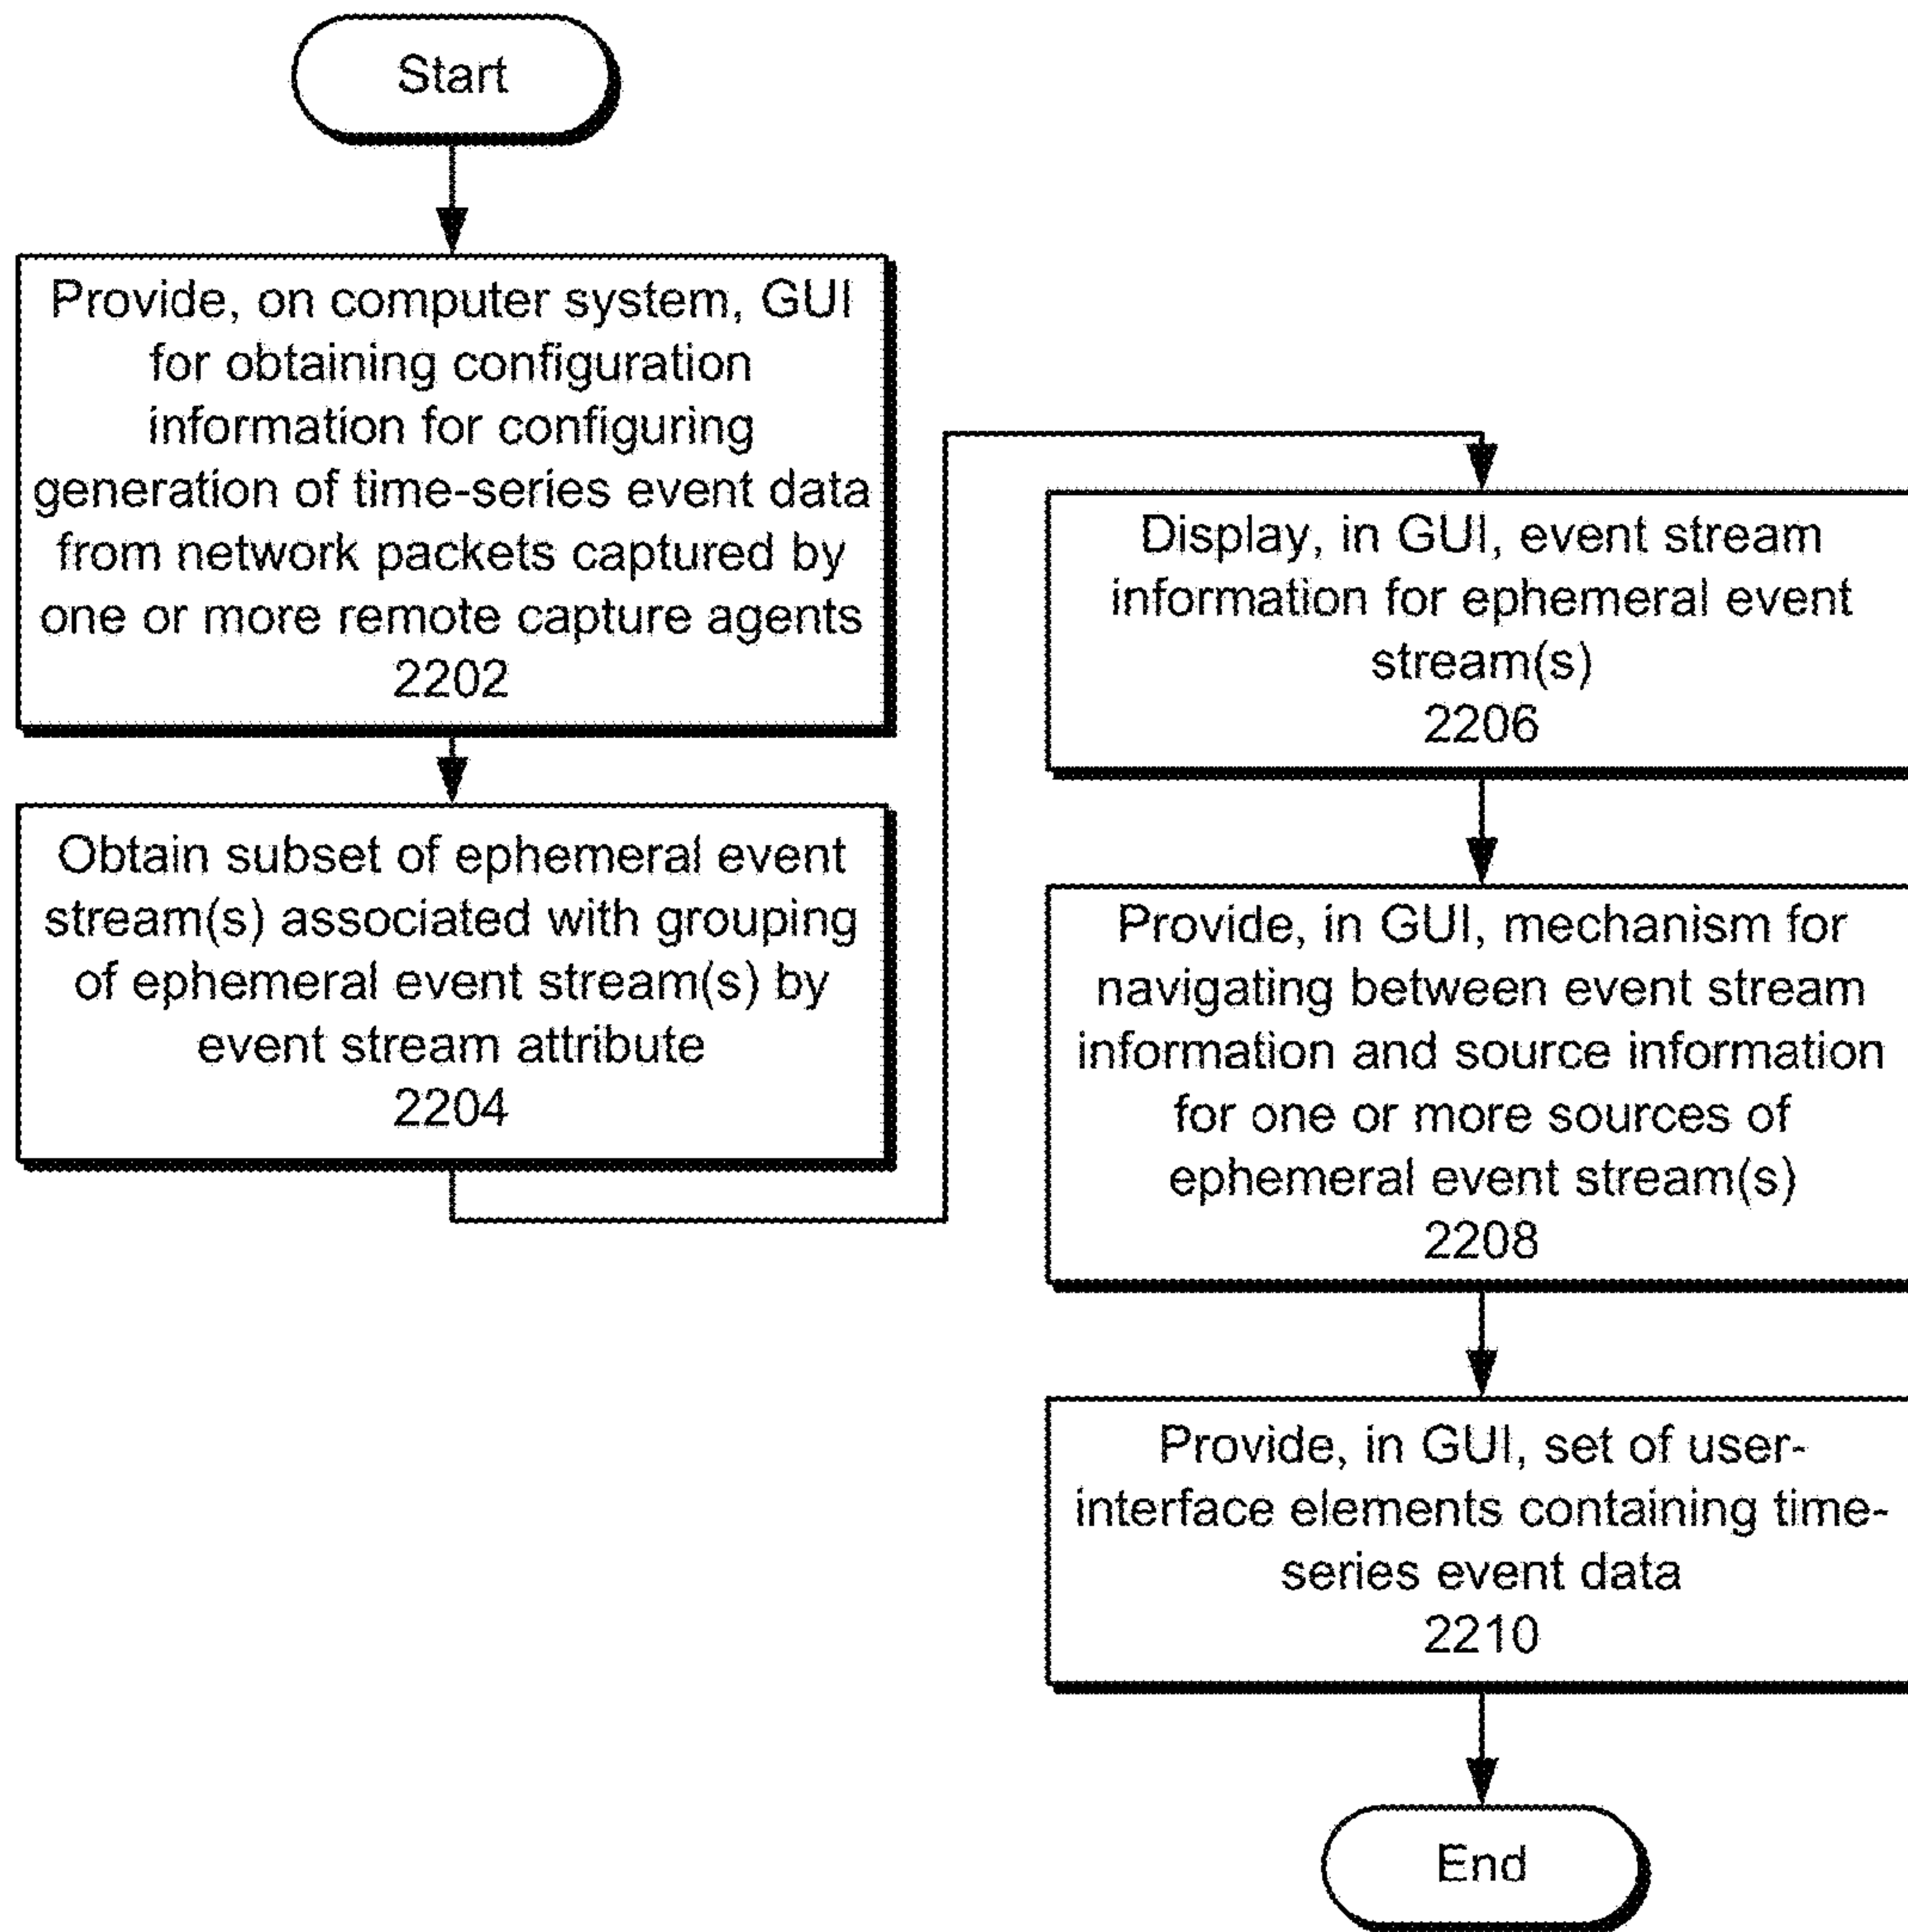 Start
Provide, on computer system, GUI
for obtaining configuration
information for configuring
generation of time-series event data
from network packets captured by
one or more remote capture agents
2202
Obtain subset of ephemeral event
stream(s) associated with grouping
of ephemeral event stream(s) by
event stream attribute
2204
Display, in GUI, event stream
information for ephemeral event
stream(s)
2206
Provide, in GUI, mechanism for
navigating between event stream
information and source information
for one or more sources of
ephemeral event stream(s)
2208
Provide, in GUI, set of user-
interface elements containing time-
series event data
2210
End